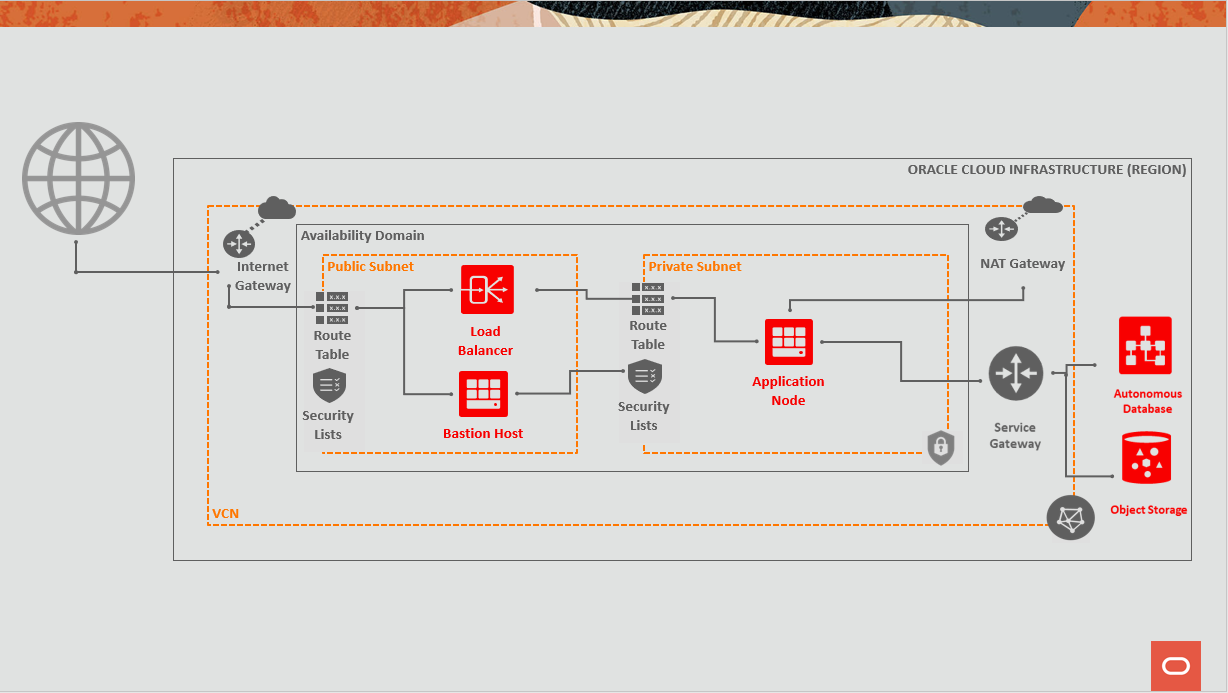 ORACLE CLOUD INFRASTRUCTURE (REGION)
Availability Domain
Internet
Gateway
Public Subnet
Private Subnet
NAT Gateway
x.x.x
x.x.x
x.x.x
Route
Table
Load
Balancer
x.x.x
x.x.x
x.x.x
Route
Table
Application
Node
Security
Lists
Bastion Host
Security
Lists
Service
Gateway
Autonomous
Database
Object Storage
VCN